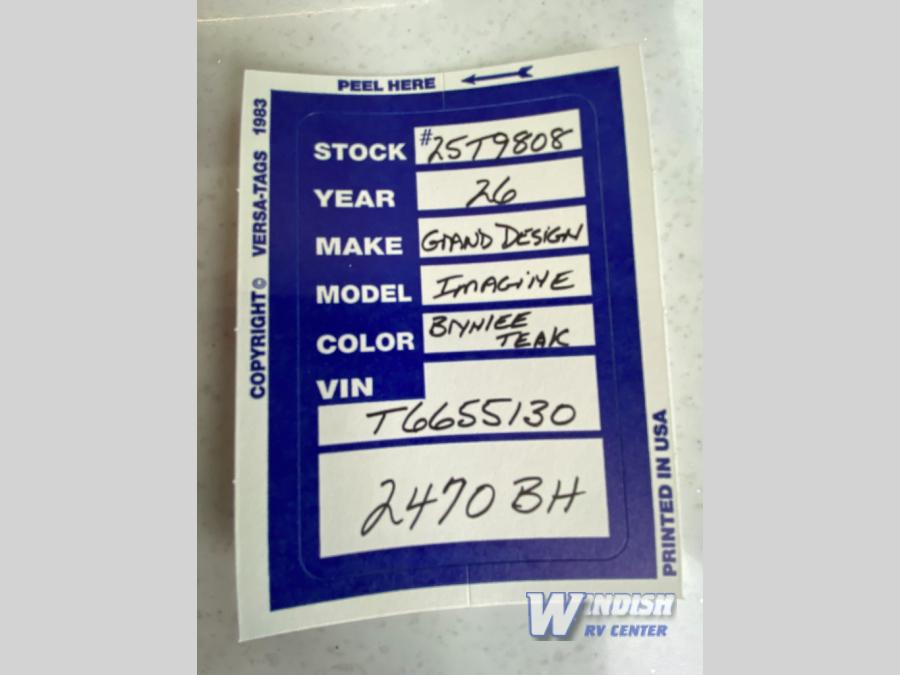 PEEL HERE
COPYRIGHT © VERSA-TAGS 1983
STOCK #25T9808
YEAR 26
MAKE GRAND DESIGN
MODEL IMAGINE
COLOR BRYNLEE
TEAK
VIN
T6655130
2470 BH
PRINTED IN USA
WINDISH
RV CENTER